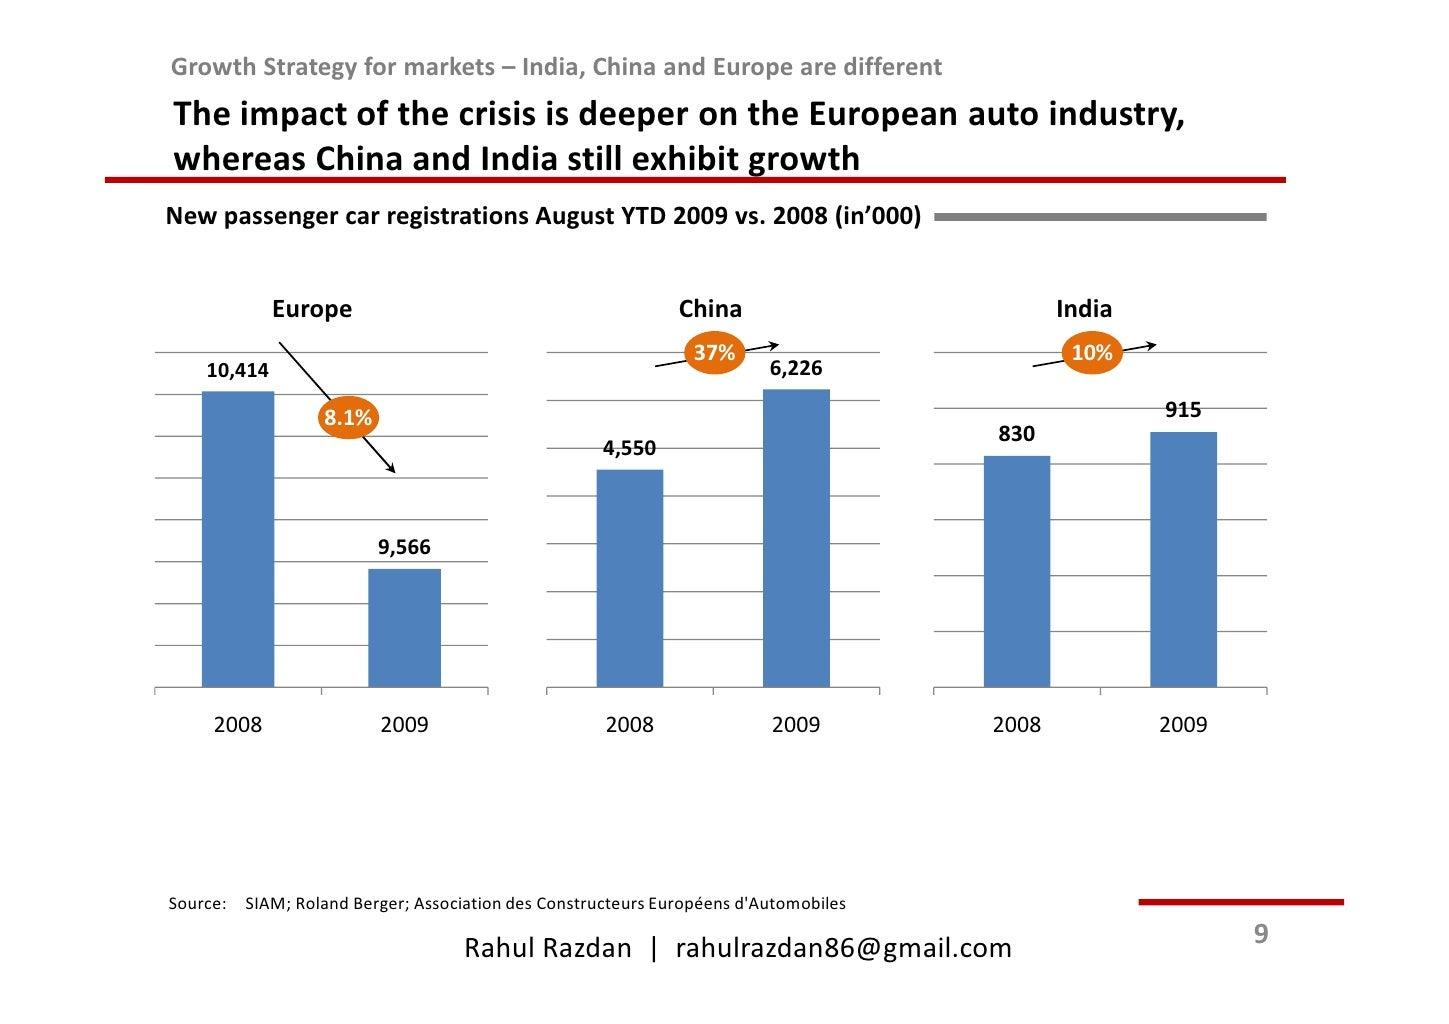 Growth Strategy for markets – India, China and Europe are different
The impact of the crisis is deeper on the European auto industry,
whereas China and India still exhibit growth
New passenger car registrations August YTD 2009 vs. 2008 (in’000)
Europe
10,414
8.1%
9,566
2008 2009
China
37%
6,226
4,550
2008 2009
India
10%
915
830
2008 2009
Source: SIAM; Roland Berger; Association des Constructeurs Européens d'Automobiles
9
Rahul Razdan | rahulrazdan86@gmail.com